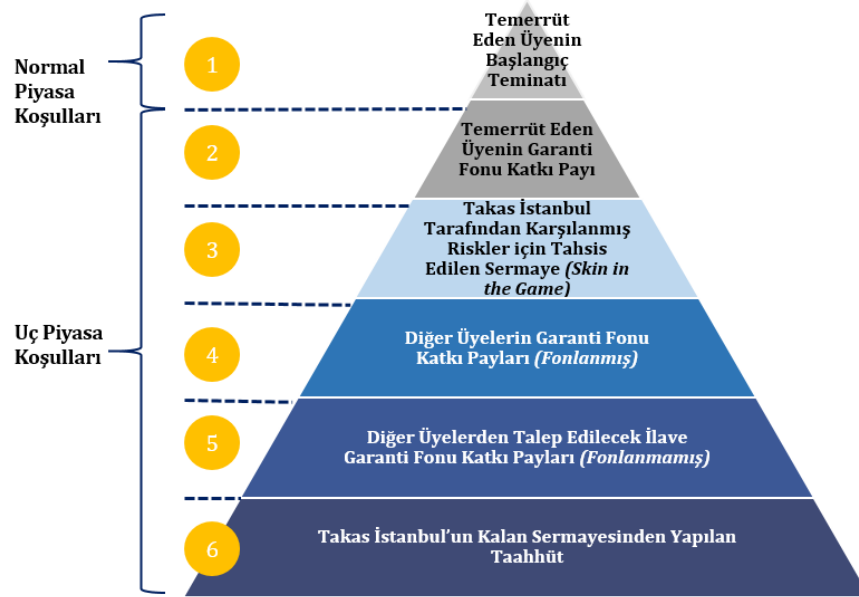 Normal
Piyasa
Koşulları
Uç Piyasa
Koşulları
1
Temerrüt
Eden Üyenin
Başlangıç
Teminatı
2
Temerrüt Eden
Üyenin Garanti
Fonu Katkı Payı
3
Takas İstanbul
Tarafından Karşılanmış
Riskler için Tahsis
Edilen Sermaye (Skin in
the Game)
4
Diğer Üyelerin Garanti Fonu
Katkı Payları (Fonlanmış)
5
Diğer Üyelerden Talep Edilecek İlave
Garanti Fonu Katkı Payları (Fonlanmamış)
6
Takas İstanbul'un Kalan Sermayesinden Yapılan
Taahhüt